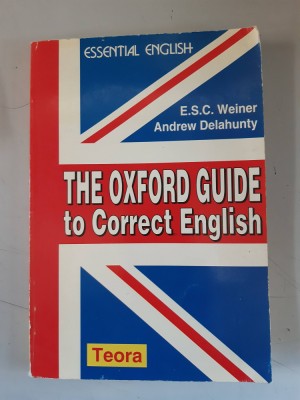 ESSENTIAL ENGLISH
E.S.C. Weiner
Andrew Delahunty
THE OXFORD GUIDE
to Correct English
Teora